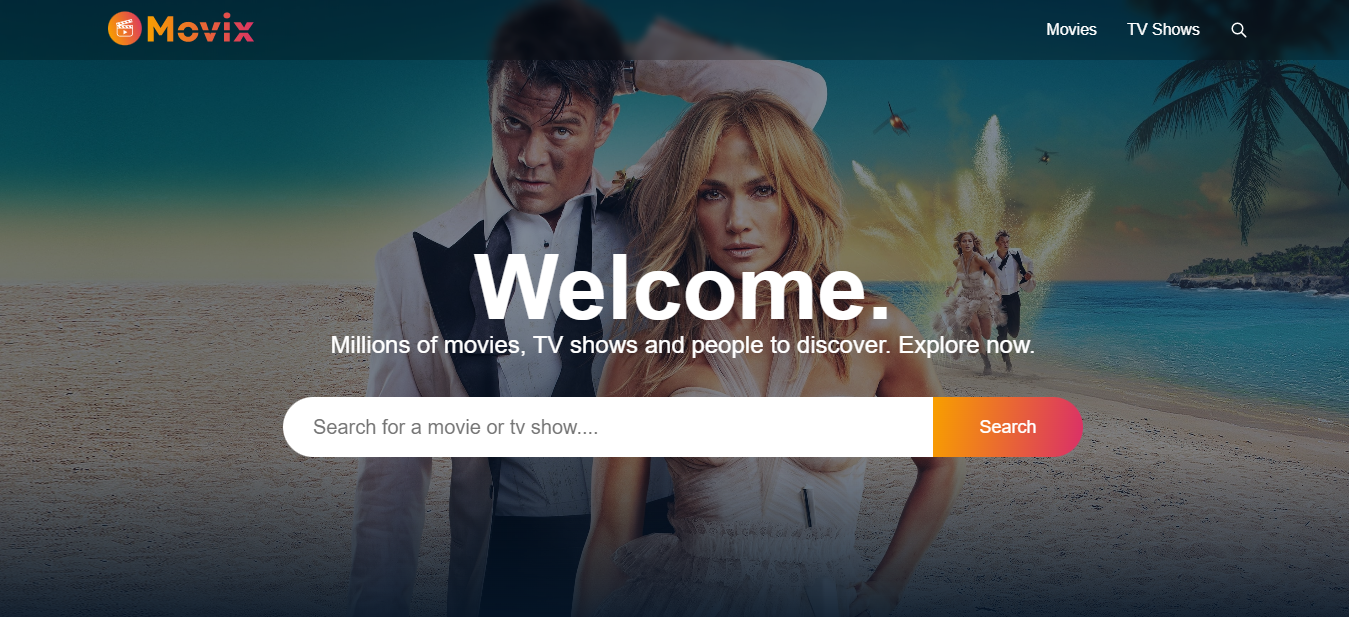 Movix
Movies
TV Shows
Welcome.
Millions of movies, TV shows and people to discover. Explore now.
Search for a movie or tv show....
Search